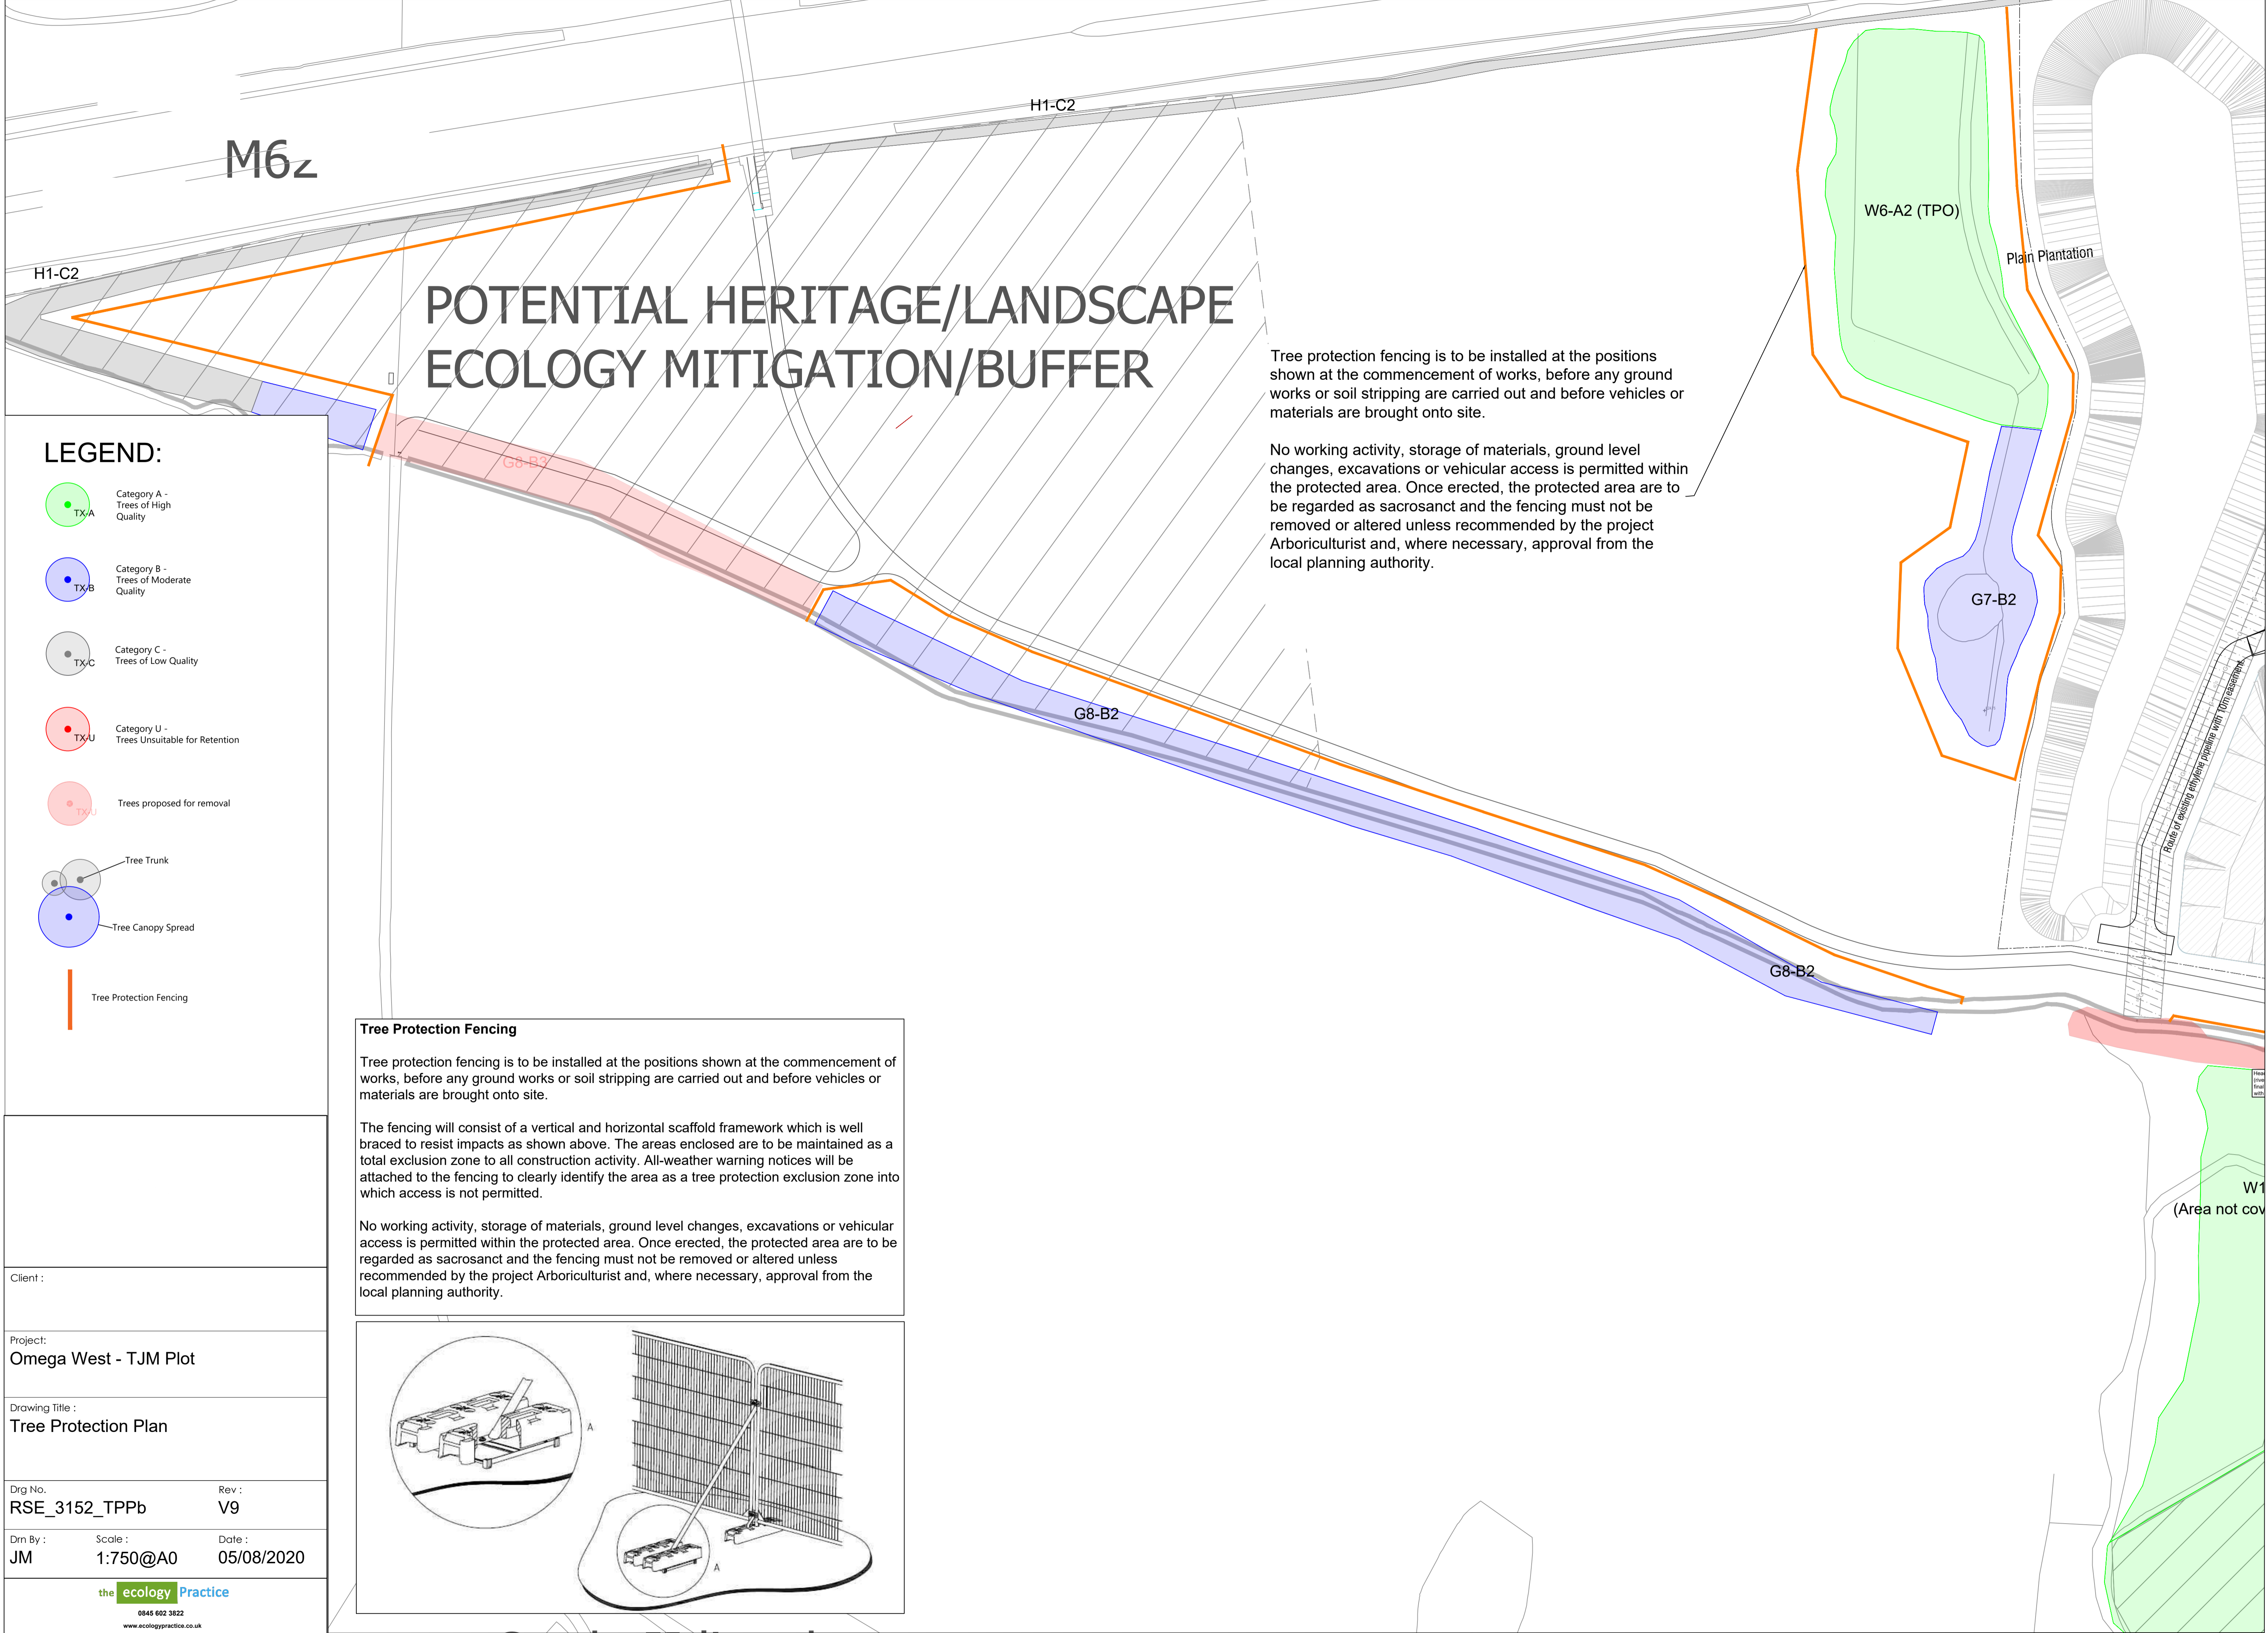 M62
H1-C2
H1-C2
POTENTIAL HERITAGE/LANDSCAPE
ECOLOGY MITIGATION/BUFFER
W6-A2 (TPO)
Plain Plantation
Tree protection fencing is to be installed at the positions
shown at the commencement of works, before any ground
works or soil stripping are carried out and before vehicles or
materials are brought onto site.
No working activity, storage of materials, ground level
changes, excavations or vehicular access is permitted within
the protected area. Once erected, the protected area are to
be regarded as sacrosanct and the fencing must not be
removed or altered unless recommended by the project
Arboriculturist and, where necessary, approval from the
local planning authority.
G8-B3
G7-B2
G8-B2
G8-B2
Route of existing ethylene pipeline with 10m easement
W1
(Area not cov
LEGEND:
TX-A
Category A -
Trees of High
Quality
TX-B
Category B -
Trees of Moderate
Quality
TX-C
Category C -
Trees of Low Quality
TX-U
Category U -
Trees Unsuitable for Retention
TX-U
Trees proposed for removal
Tree Trunk
Tree Canopy Spread
Tree Protection Fencing
Tree Protection Fencing
Tree protection fencing is to be installed at the positions shown at the commencement of
works, before any ground works or soil stripping are carried out and before vehicles or
materials are brought onto site.
The fencing will consist of a vertical and horizontal scaffold framework which is well
braced to resist impacts as shown above. The areas enclosed are to be maintained as a
total exclusion zone to all construction activity. All-weather warning notices will be
attached to the fencing to clearly identify the area as a tree protection exclusion zone into
which access is not permitted.
No working activity, storage of materials, ground level changes, excavations or vehicular
access is permitted within the protected area. Once erected, the protected area are to be
regarded as sacrosanct and the fencing must not be removed or altered unless
recommended by the project Arboriculturist and, where necessary, approval from the
local planning authority.
A
A
Client :
Project:
Omega West - TJM Plot
Drawing Title :
Tree Protection Plan
Drg No. Rev :
RSE_3152_TPPb V9
Drn By : Scale : Date :
JM 1:750@A0 05/08/2020
the ecology Practice
0845 602 3822
www.ecologypractice.co.uk